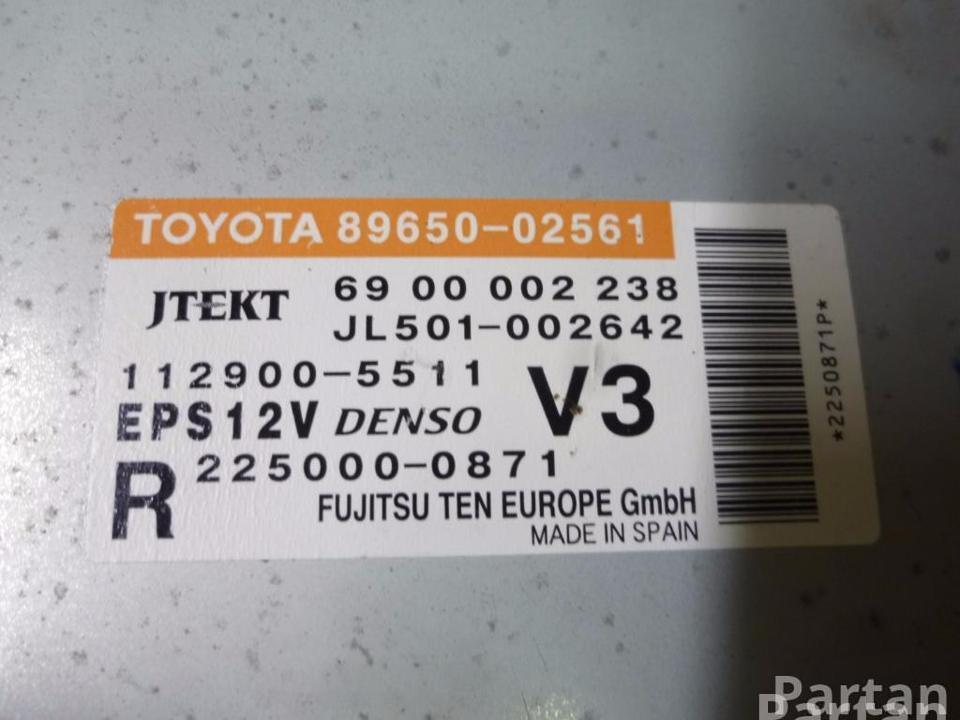 TOYOTA 89650-02561
JTEKT 69 00 002 238
JL501-002642
112900-5511
EPS12V DENSO V3
R 225000-0871
FUJITSU TEN EUROPE GmbH
MADE IN SPAIN
*2250871P*
Partan
Partan